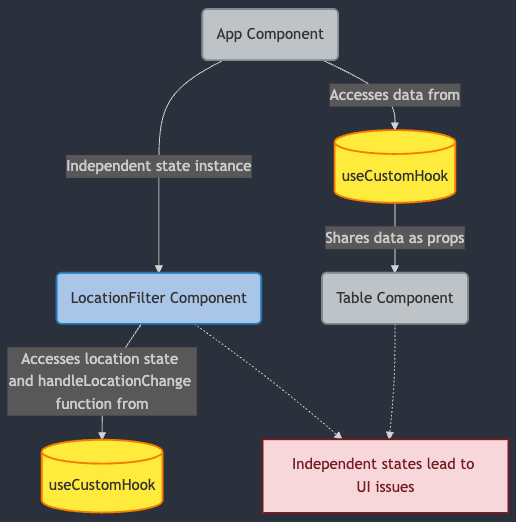 App Component
Accesses data from
Independent state instance
useCustomHook
Shares data as props
LocationFilter Component
Table Component
Accesses location state
and handleLocationChange
function from
useCustomHook
Independent states lead to
UI issues